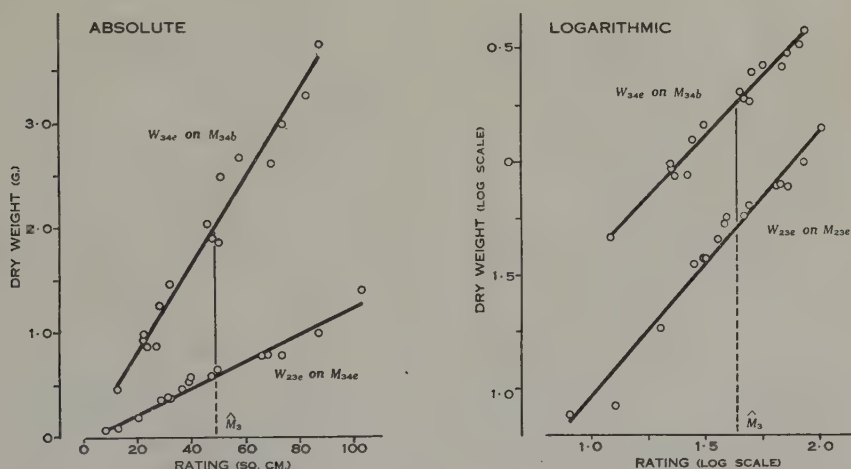 ABSOLUTE
3.0
2.0
1.0
0
DRY WEIGHT (G.)
W₃₄ₑ on M₃₄b
W₂₃ₑ on M₃₄ₑ
M̂₃
0 20 40 60 80 100
RATING (SQ. CM.)
LOGARITHMIC
0.5
0
1.5
1.0
DRY WEIGHT (LOG SCALE)
W₃₄ₑ on M₃₄b
W₂₃ₑ on M₂₃ₑ
M̂₃
1.0 1.5 2.0
RATING (LOG SCALE)